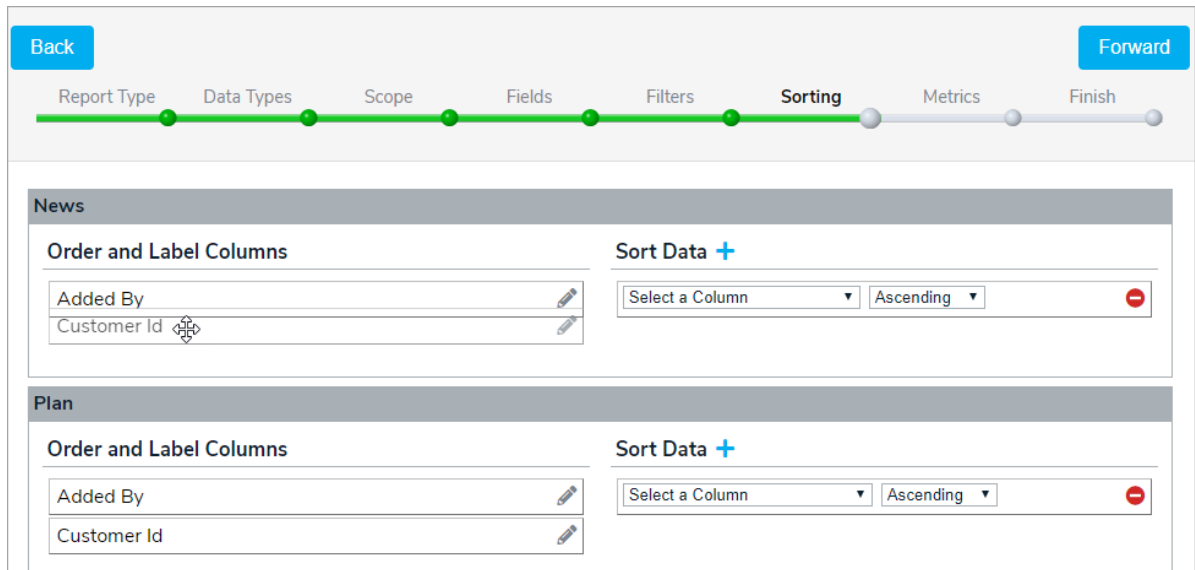 Back Forward
Report Type Data Types Scope Fields Filters Sorting Metrics Finish
News
Order and Label Columns Sort Data
Added By Select a Column Ascending
Customer Id
Plan
Order and Label Columns Sort Data
Added By Select a Column Ascending
Customer Id